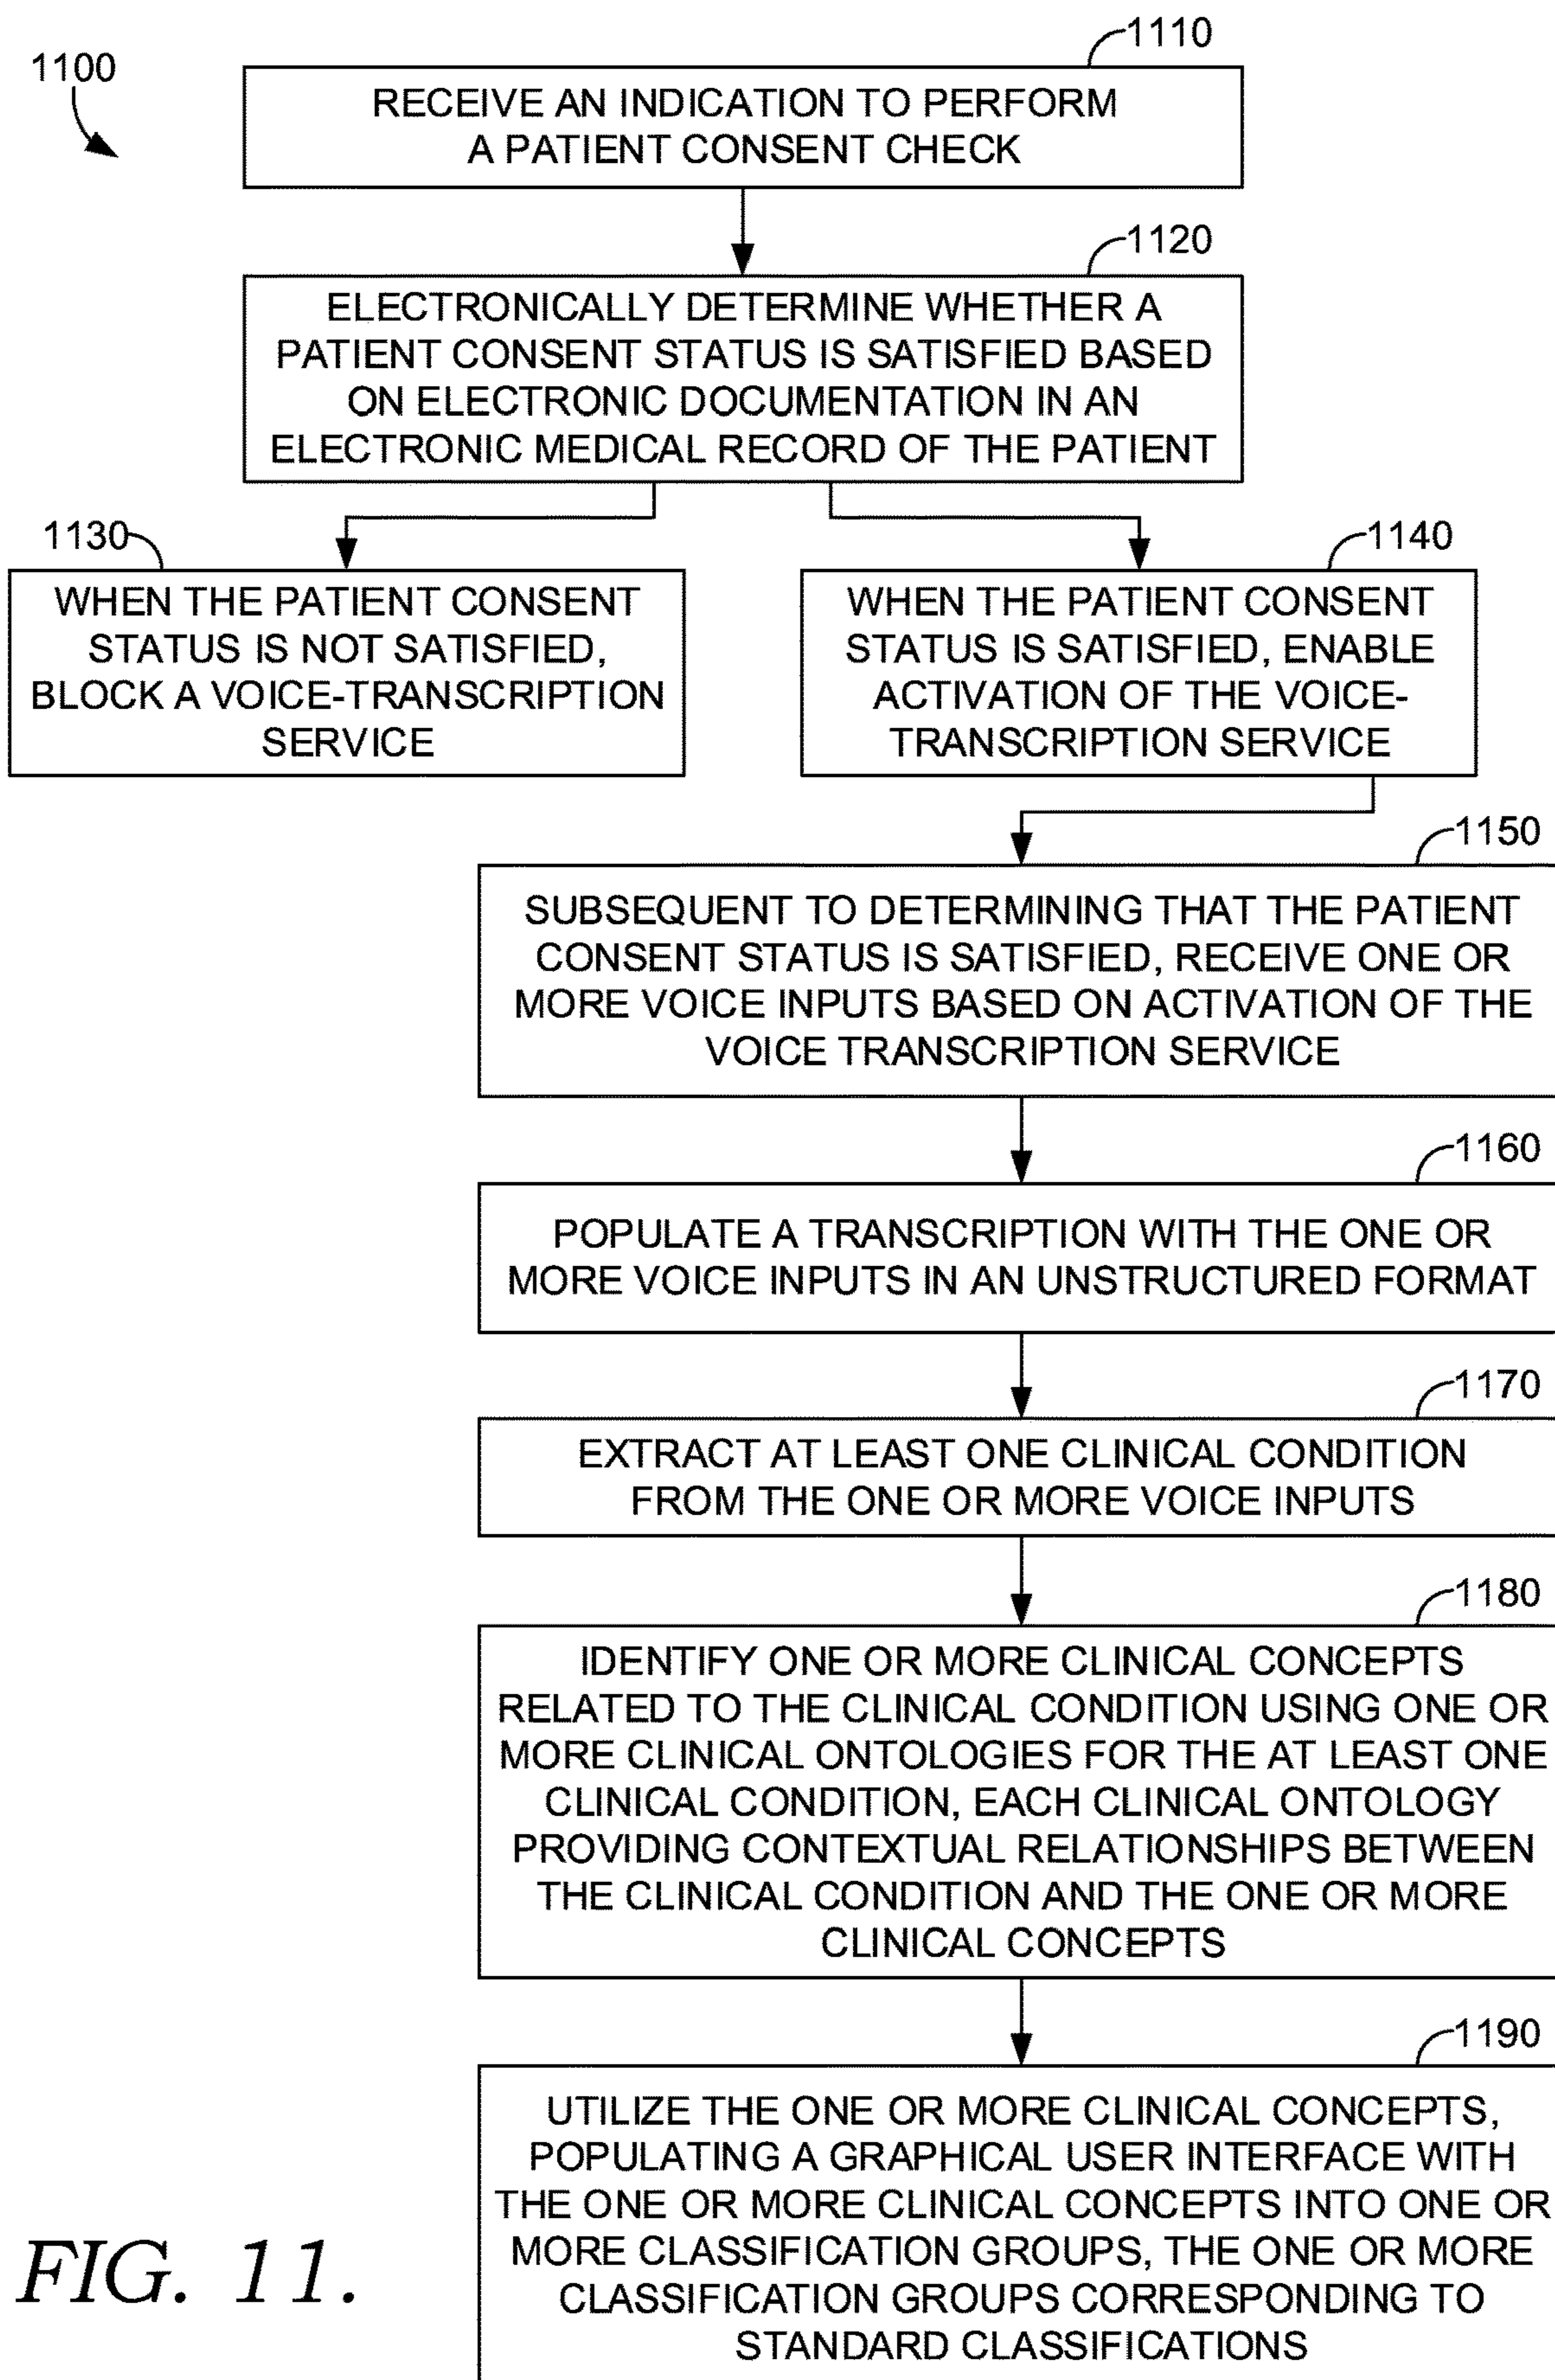 1100
1110
RECEIVE AN INDICATION TO PERFORM
A PATIENT CONSENT CHECK
1120
ELECTRONICALLY DETERMINE WHETHER A
PATIENT CONSENT STATUS IS SATISFIED BASED
ON ELECTRONIC DOCUMENTATION IN AN
ELECTRONIC MEDICAL RECORD OF THE PATIENT
1130
WHEN THE PATIENT CONSENT
STATUS IS NOT SATISFIED,
BLOCK A VOICE-TRANSCRIPTION
SERVICE
1140
WHEN THE PATIENT CONSENT
STATUS IS SATISFIED, ENABLE
ACTIVATION OF THE VOICE-
TRANSCRIPTION SERVICE
1150
SUBSEQUENT TO DETERMINING THAT THE PATIENT
CONSENT STATUS IS SATISFIED, RECEIVE ONE OR
MORE VOICE INPUTS BASED ON ACTIVATION OF THE
VOICE TRANSCRIPTION SERVICE
1160
POPULATE A TRANSCRIPTION WITH THE ONE OR
MORE VOICE INPUTS IN AN UNSTRUCTURED FORMAT
1170
EXTRACT AT LEAST ONE CLINICAL CONDITION
FROM THE ONE OR MORE VOICE INPUTS
1180
IDENTIFY ONE OR MORE CLINICAL CONCEPTS
RELATED TO THE CLINICAL CONDITION USING ONE OR
MORE CLINICAL ONTOLOGIES FOR THE AT LEAST ONE
CLINICAL CONDITION, EACH CLINICAL ONTOLOGY
PROVIDING CONTEXTUAL RELATIONSHIPS BETWEEN
THE CLINICAL CONDITION AND THE ONE OR MORE
CLINICAL CONCEPTS
1190
UTILIZE THE ONE OR MORE CLINICAL CONCEPTS,
POPULATING A GRAPHICAL USER INTERFACE WITH
THE ONE OR MORE CLINICAL CONCEPTS INTO ONE OR
MORE CLASSIFICATION GROUPS, THE ONE OR MORE
CLASSIFICATION GROUPS CORRESPONDING TO
STANDARD CLASSIFICATIONS
FIG. 11.